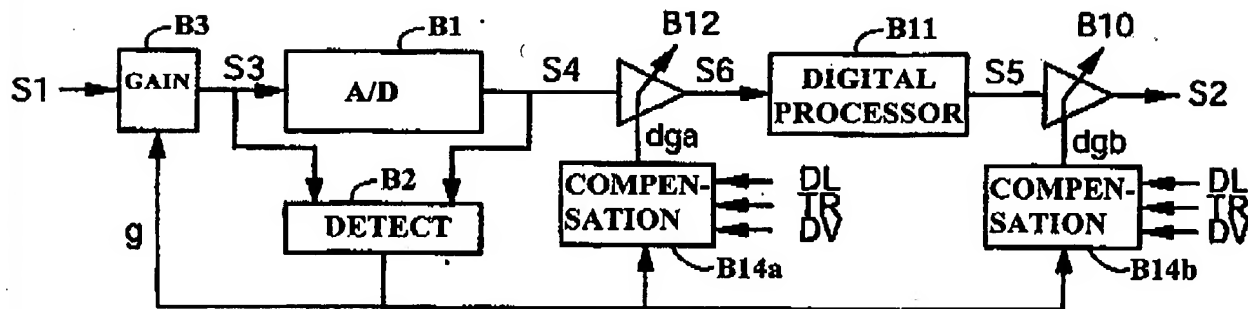 B3
B1
B12
B11
B10
S1
GAIN
S3
A/D
S4
S6
DIGITAL
PROCESSOR
S5
S2
dga
dgb
B2
DETECT
g
COMPEN-
SATION
DL
TR
DV
B14a
COMPEN-
SATION
DL
TR
DV
B14b